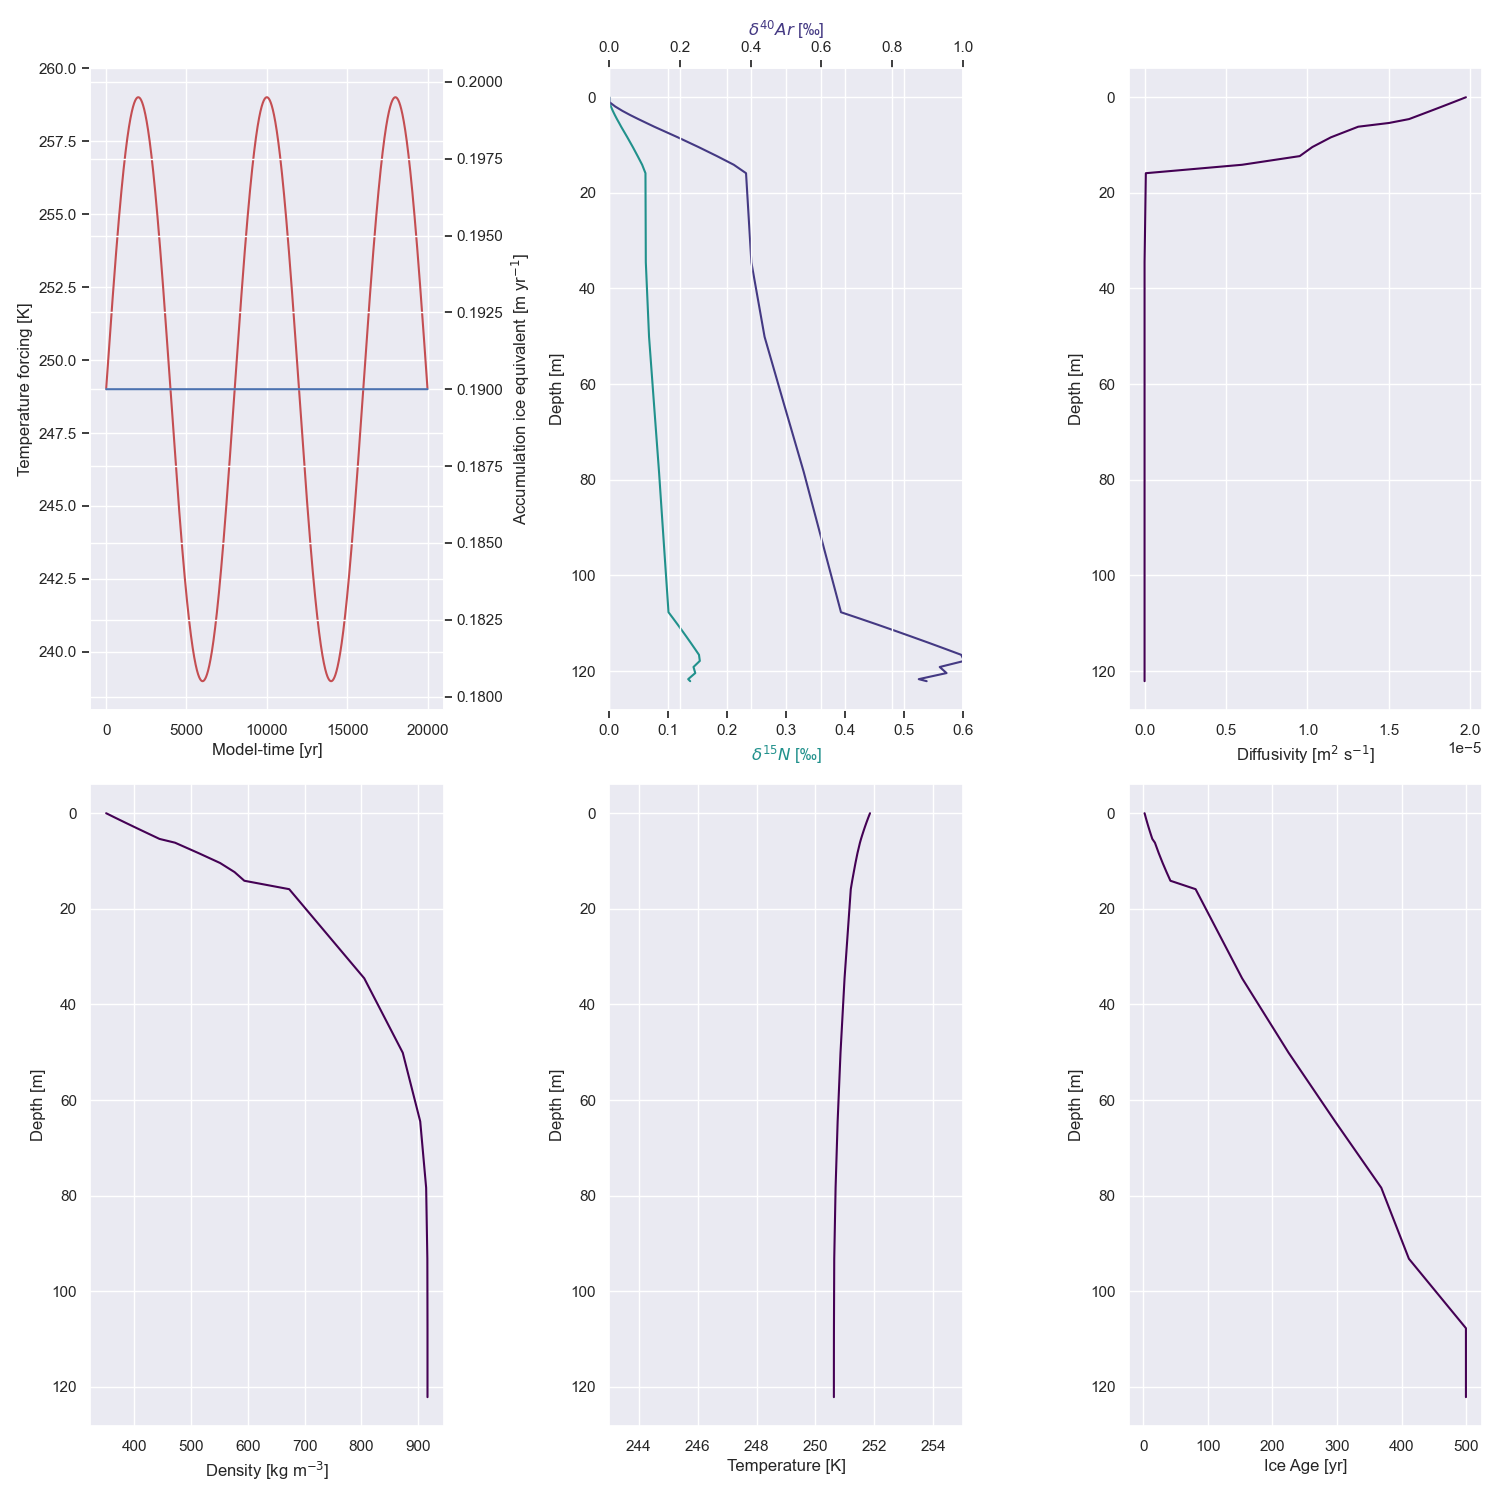 260.0
257.5
255.0
252.5
250.0
247.5
245.0
242.5
240.0
Temperature forcing [K]
0 5000 10000 15000 20000
Model-time [yr]
0.2000
0.1975
0.1950
0.1925
0.1900
0.1875
0.1850
0.1825
0.1800
Accumulation ice equivalent [m yr⁻¹]
δ⁴⁰Ar [‰]
0.0 0.2 0.4 0.6 0.8 1.0
0
20
40
60
80
100
120
Depth [m]
0.0 0.1 0.2 0.3 0.4 0.5 0.6
δ¹⁵N [‰]
0
20
40
60
80
100
120
Depth [m]
0.0 0.5 1.0 1.5 2.0
1e−5
Diffusivity [m² s⁻¹]
0
20
40
60
80
100
120
Depth [m]
400 500 600 700 800 900
Density [kg m⁻³]
0
20
40
60
80
100
120
Depth [m]
244 246 248 250 252 254
Temperature [K]
0
20
40
60
80
100
120
Depth [m]
0 100 200 300 400 500
Ice Age [yr]